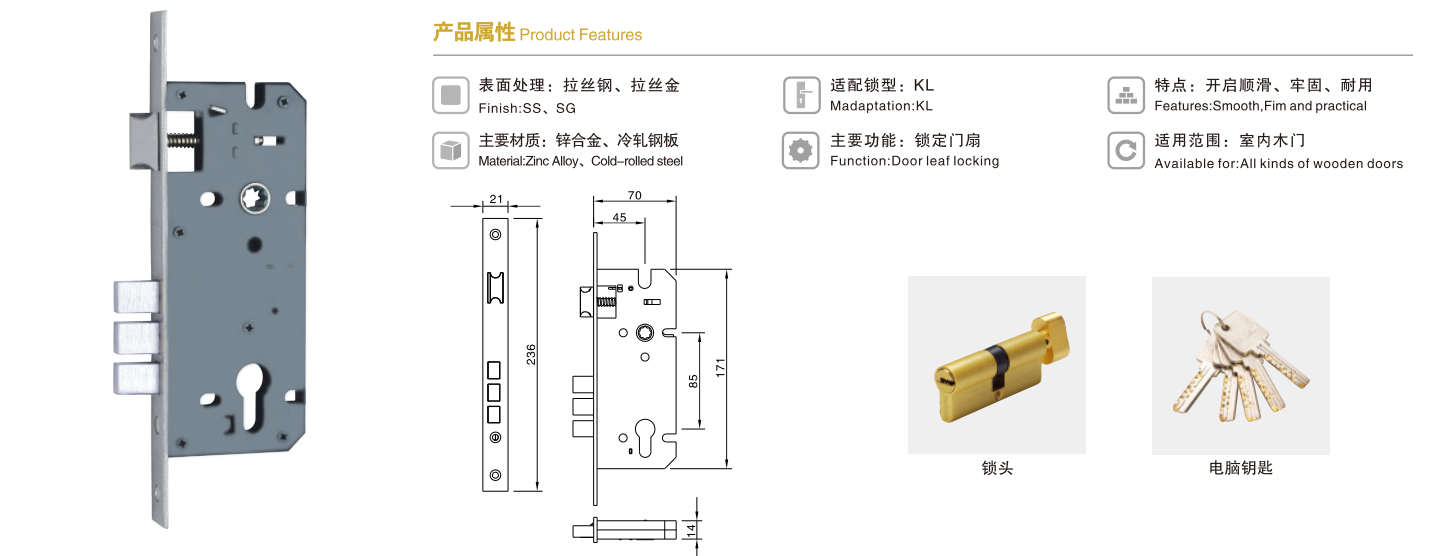 产品属性 Product Features
表面处理：拉丝钢、拉丝金
Finish:SS、SG
适配锁型：KL
Madaptation:KL
特点：开启顺滑、牢固、耐用
Features:Smooth,Fim and practical
主要材质：锌合金、冷轧钢板
Material:Zinc Alloy、Cold-rolled steel
主要功能：锁定门扇
Function:Door leaf locking
适用范围：室内木门
Available for:All kinds of wooden doors
21
70
45
236
85
171
14
锁头
电脑钥匙